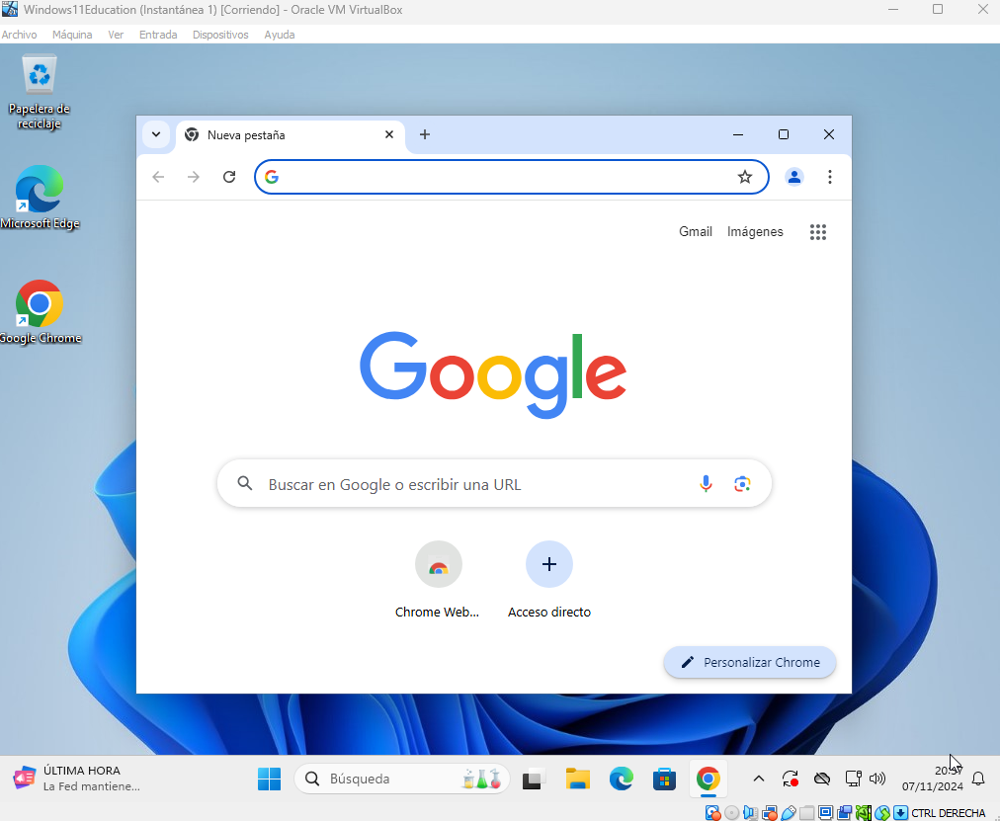 Windows11Education (Instantánea 1) [Corriendo] - Oracle VM VirtualBox
Archivo Máquina Ver Entrada Dispositivos Ayuda
Papelera de
reciclaje
Microsoft Edge
Google Chrome
Nueva pestaña
Gmail Imágenes
Google
Buscar en Google o escribir una URL
Chrome Web... Acceso directo
Personalizar Chrome
ÚLTIMA HORA
La Fed mantiene...
Búsqueda
07/11/2024
CTRL DERECHA